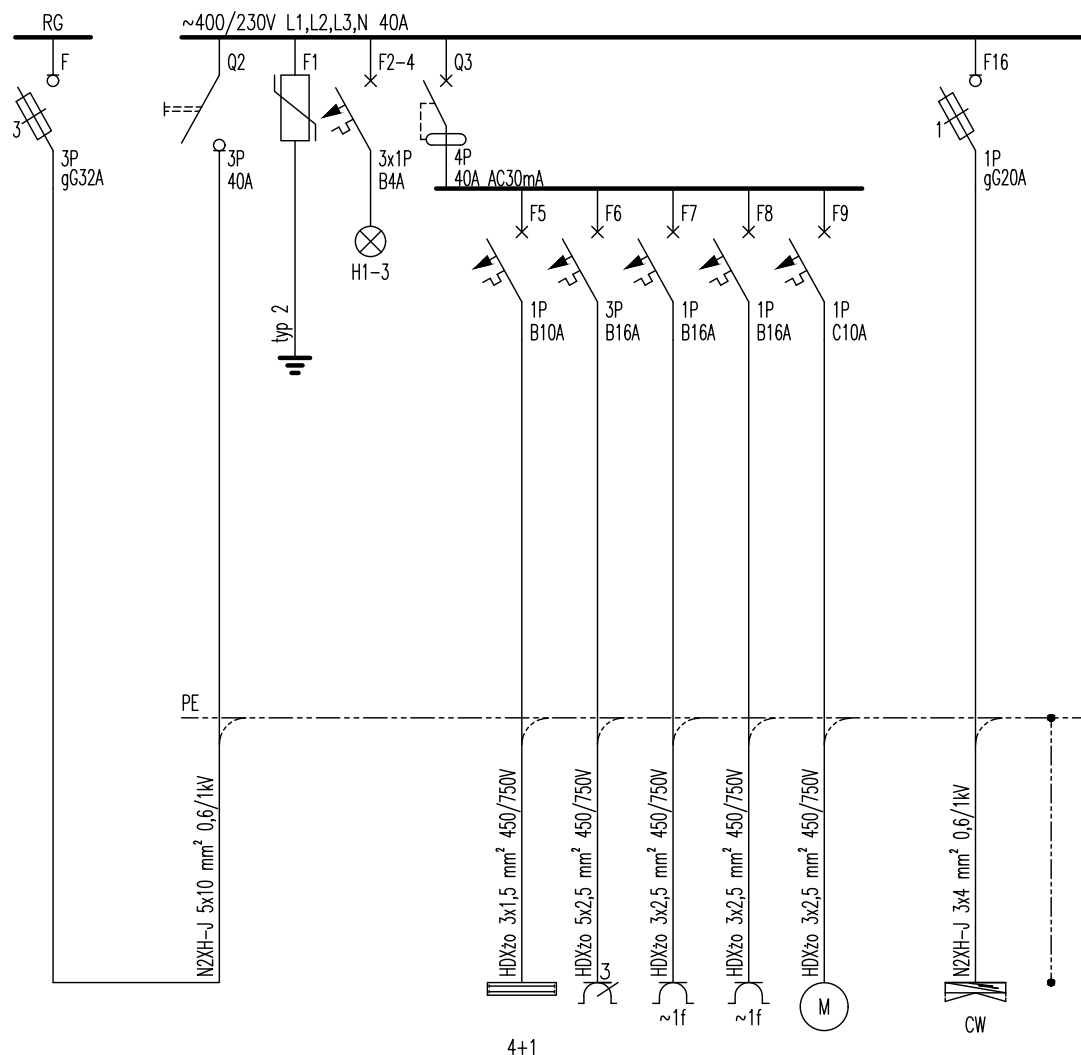 RG
~400/230V L1,L2,L3,N 40A
F
Q2
F1
F2-4
Q3
F16
3
1
3P
gG32A
3P
40A
3x1P
B4A
4P
40A AC30mA
1P
gG20A
H1-3
typ 2
F5
F6
F7
F8
F9
1P
B10A
3P
B16A
1P
B16A
1P
B16A
1P
C10A
PE
N2XH-J 5x10 mm² 0,6/1kV
HDXżo 3x1,5 mm² 450/750V
HDXżo 5x2,5 mm² 450/750V
HDXżo 3x2,5 mm² 450/750V
HDXżo 3x2,5 mm² 450/750V
HDXżo 3x2,5 mm² 450/750V
N2XH-J 3x4 mm² 0,6/1kV
3
~1f
~1f
M
CW
4+1